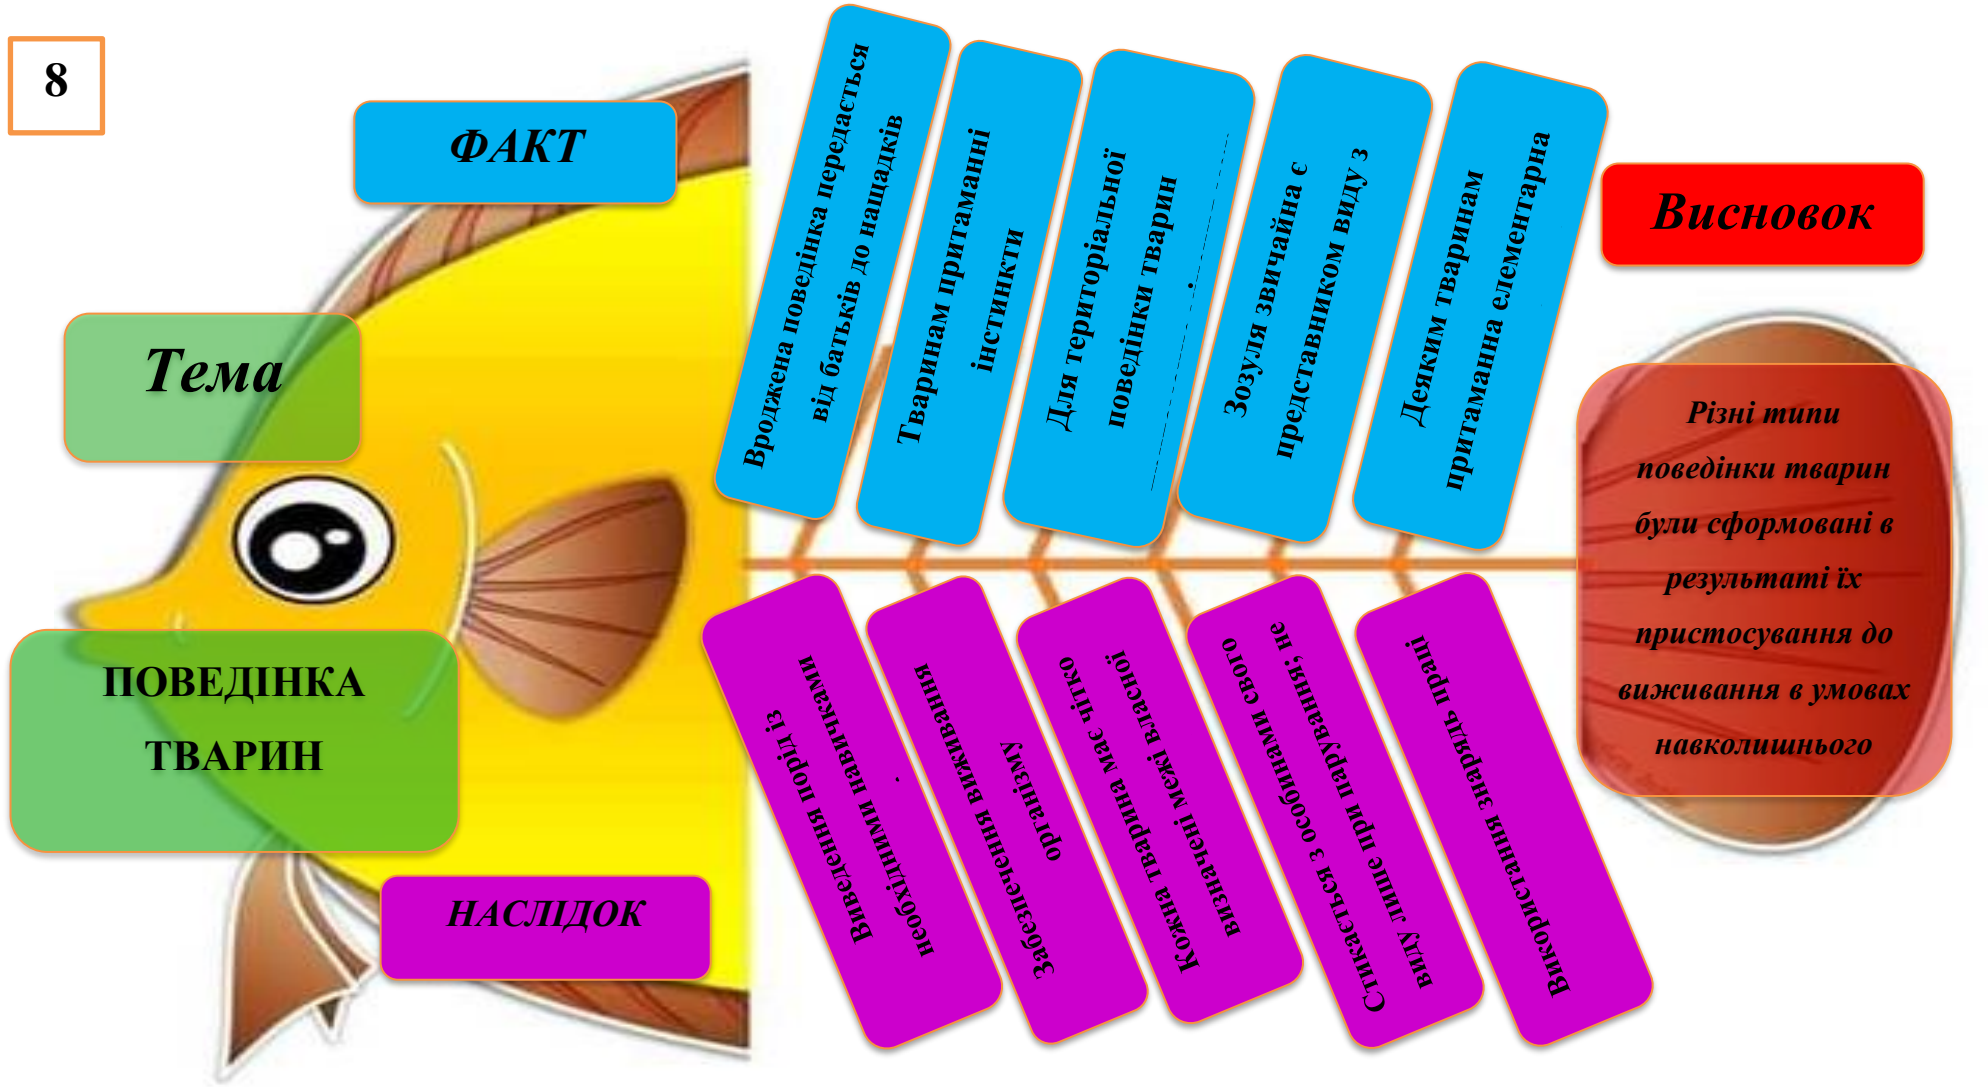 8
ФАКТ
Тема
ПОВЕДІНКА
ТВАРИН
НАСЛІДОК
Вроджена поведінка передається
від батьків до нащадків
Тваринам притаманні
інстинкти
Для територіальної
поведінки тварин
Зозуля звичайна є
представником виду з
Деяким тваринам
притаманна елементарна
Виведення порід із
необхідними навичками
Забезпечення виживання
організму
Кожна тварина має чітко
визначені межі власної
Стикається з особинами свого
виду лише при парування; не
Використання знарядь праці
Висновок
Різні типи
поведінки тварин
були сформовані в
результаті їх
пристосування до
виживання в умовах
навколишнього